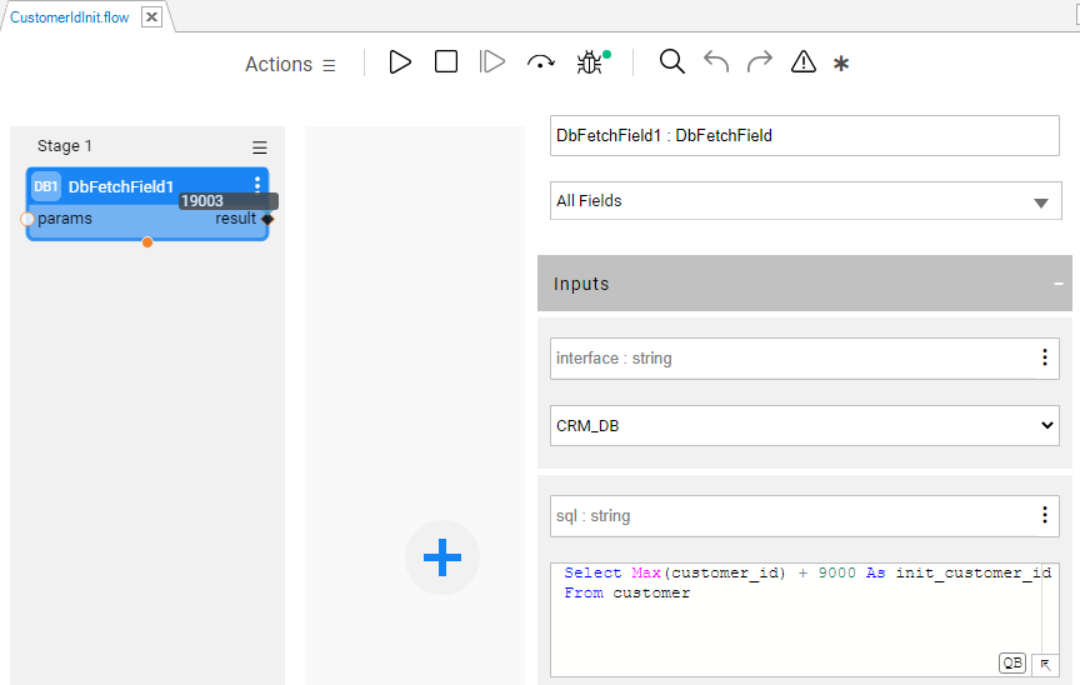 CustomerIdInit.flow
Actions
Stage 1
DB1 DbFetchField1
19003
params result
DbFetchField1 : DbFetchField
All Fields
Inputs
interface : string
CRM_DB
sql : string
Select Max(customer_id) + 9000 As init_customer_id
From customer
QB